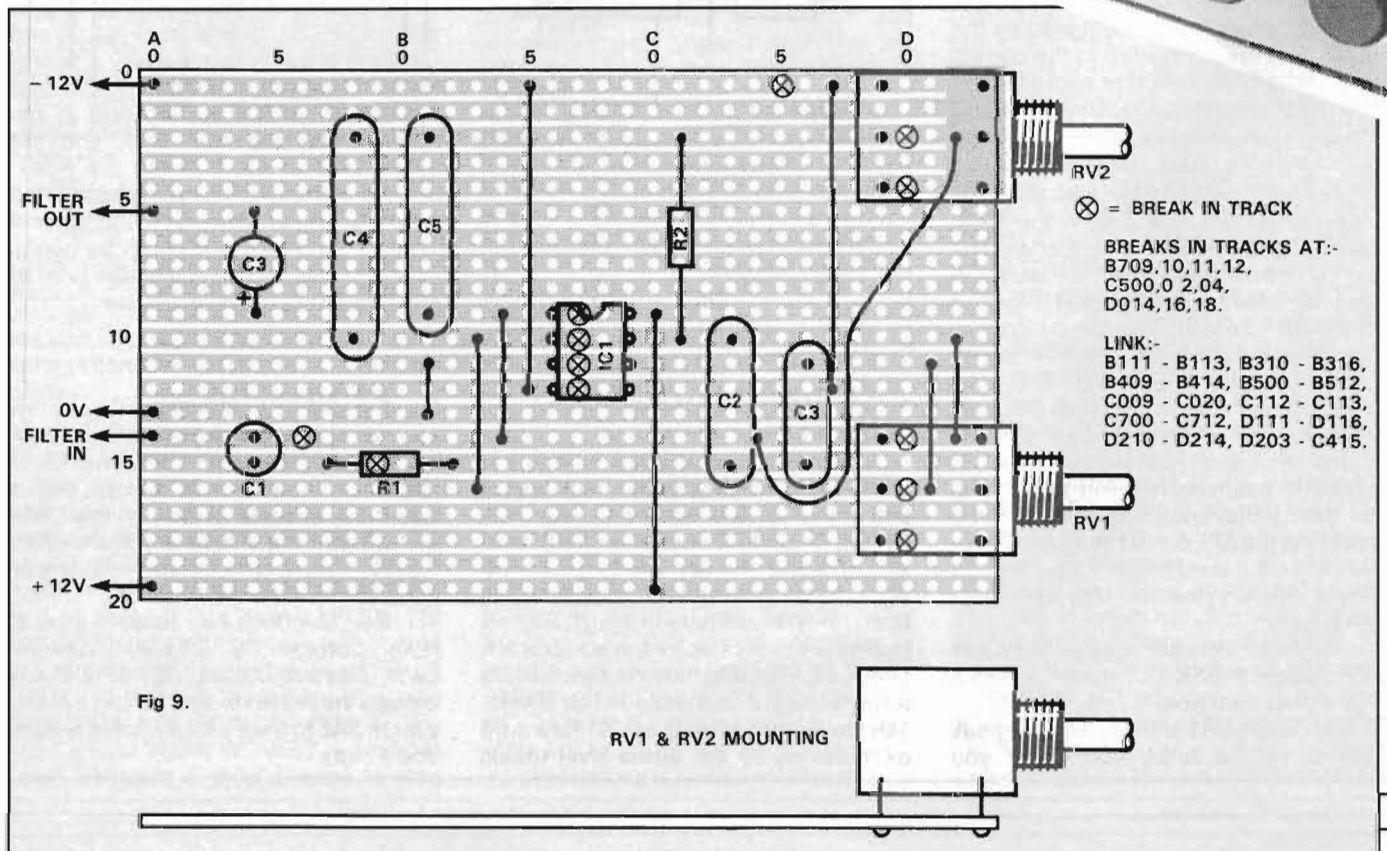 A B C D
0 5 0 5 0 5 0
0
– 12V
FILTER
OUT
5
10
0V
FILTER
IN
15
+ 12V
20
C4
C5
C3
+
R2
IC1
C2
C3
C1
R1
RV2
RV1
⊗ = BREAK IN TRACK
BREAKS IN TRACKS AT:-
B709,10,11,12,
C500,0 2,04,
D014,16,18.
LINK:-
B111 - B113, B310 - B316,
B409 - B414, B500 - B512,
C009 - C020, C112 - C113,
C700 - C712, D111 - D116,
D210 - D214, D203 - C415.
Fig 9.
RV1 & RV2 MOUNTING